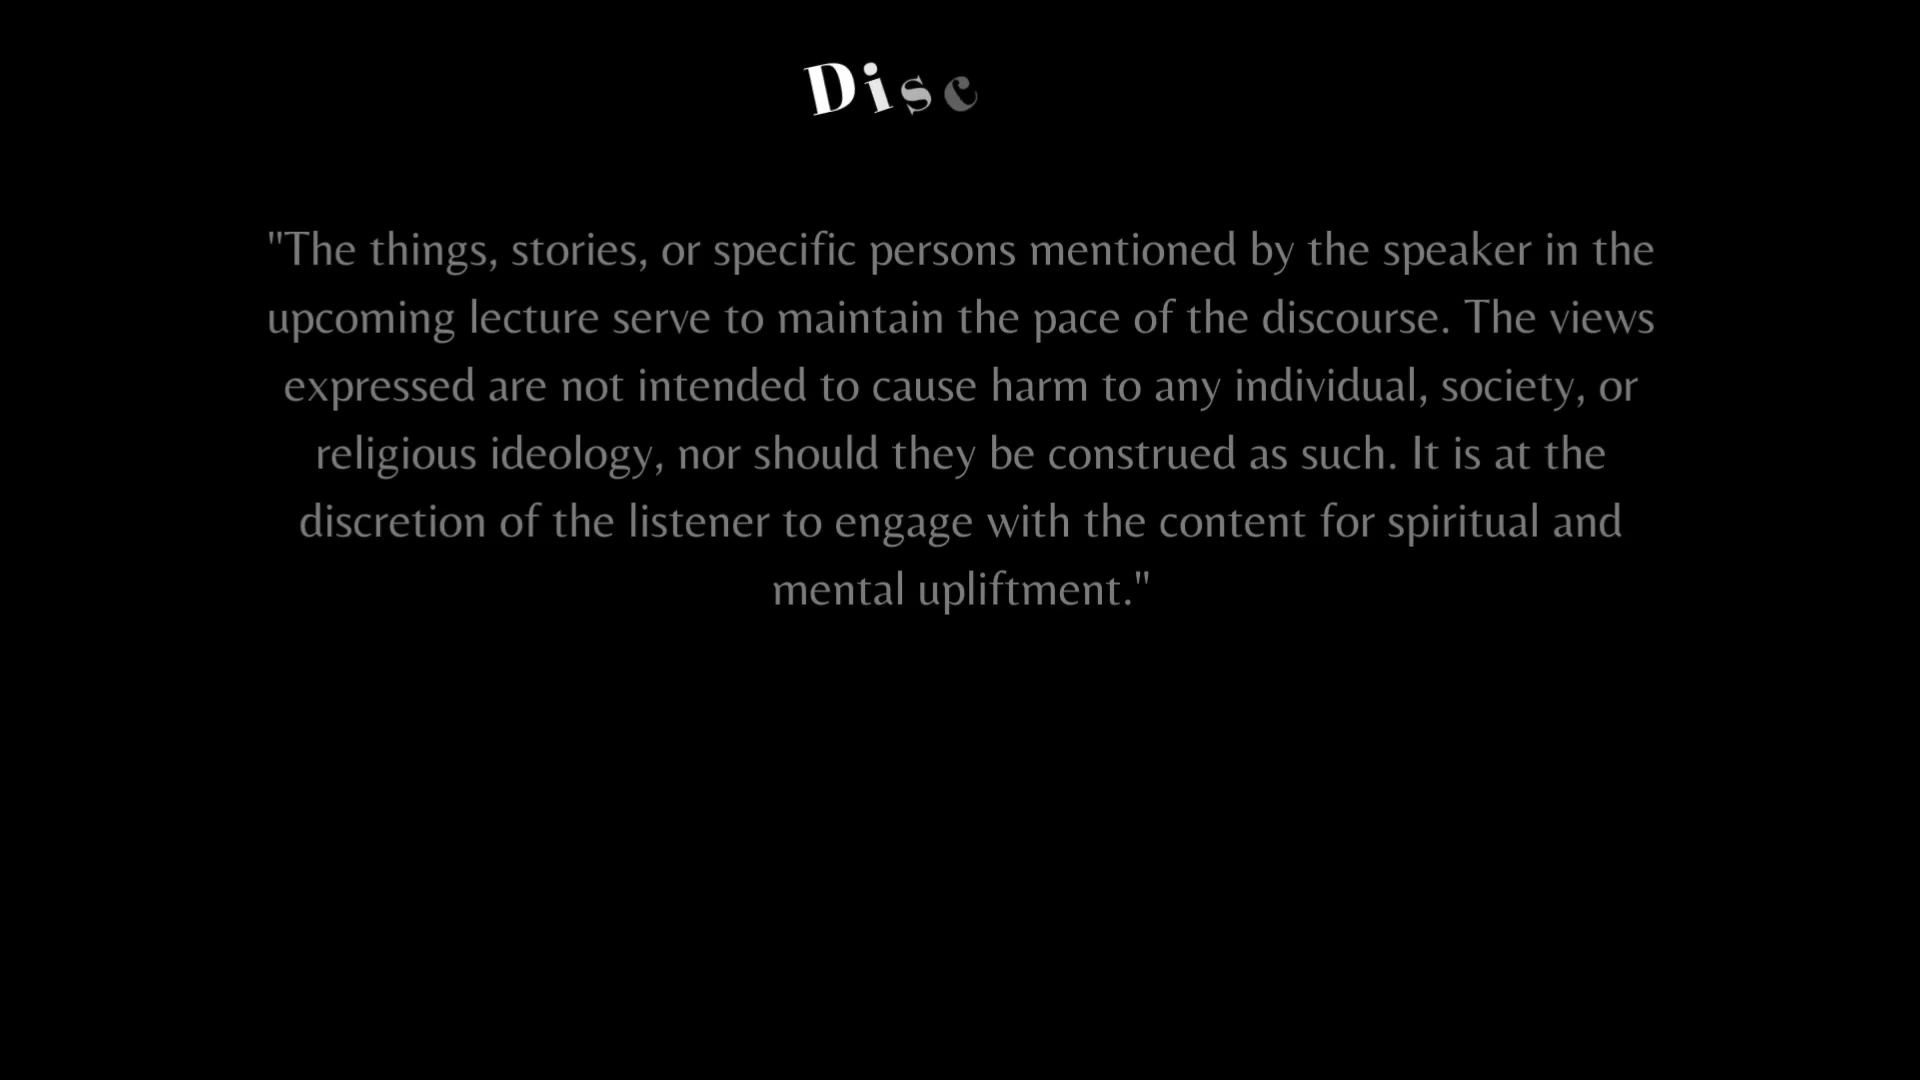 Disc
"The things, stories, or specific persons mentioned by the speaker in the
upcoming lecture serve to maintain the pace of the discourse. The views
expressed are not intended to cause harm to any individual, society, or
religious ideology, nor should they be construed as such. It is at the
discretion of the listener to engage with the content for spiritual and
mental upliftment."